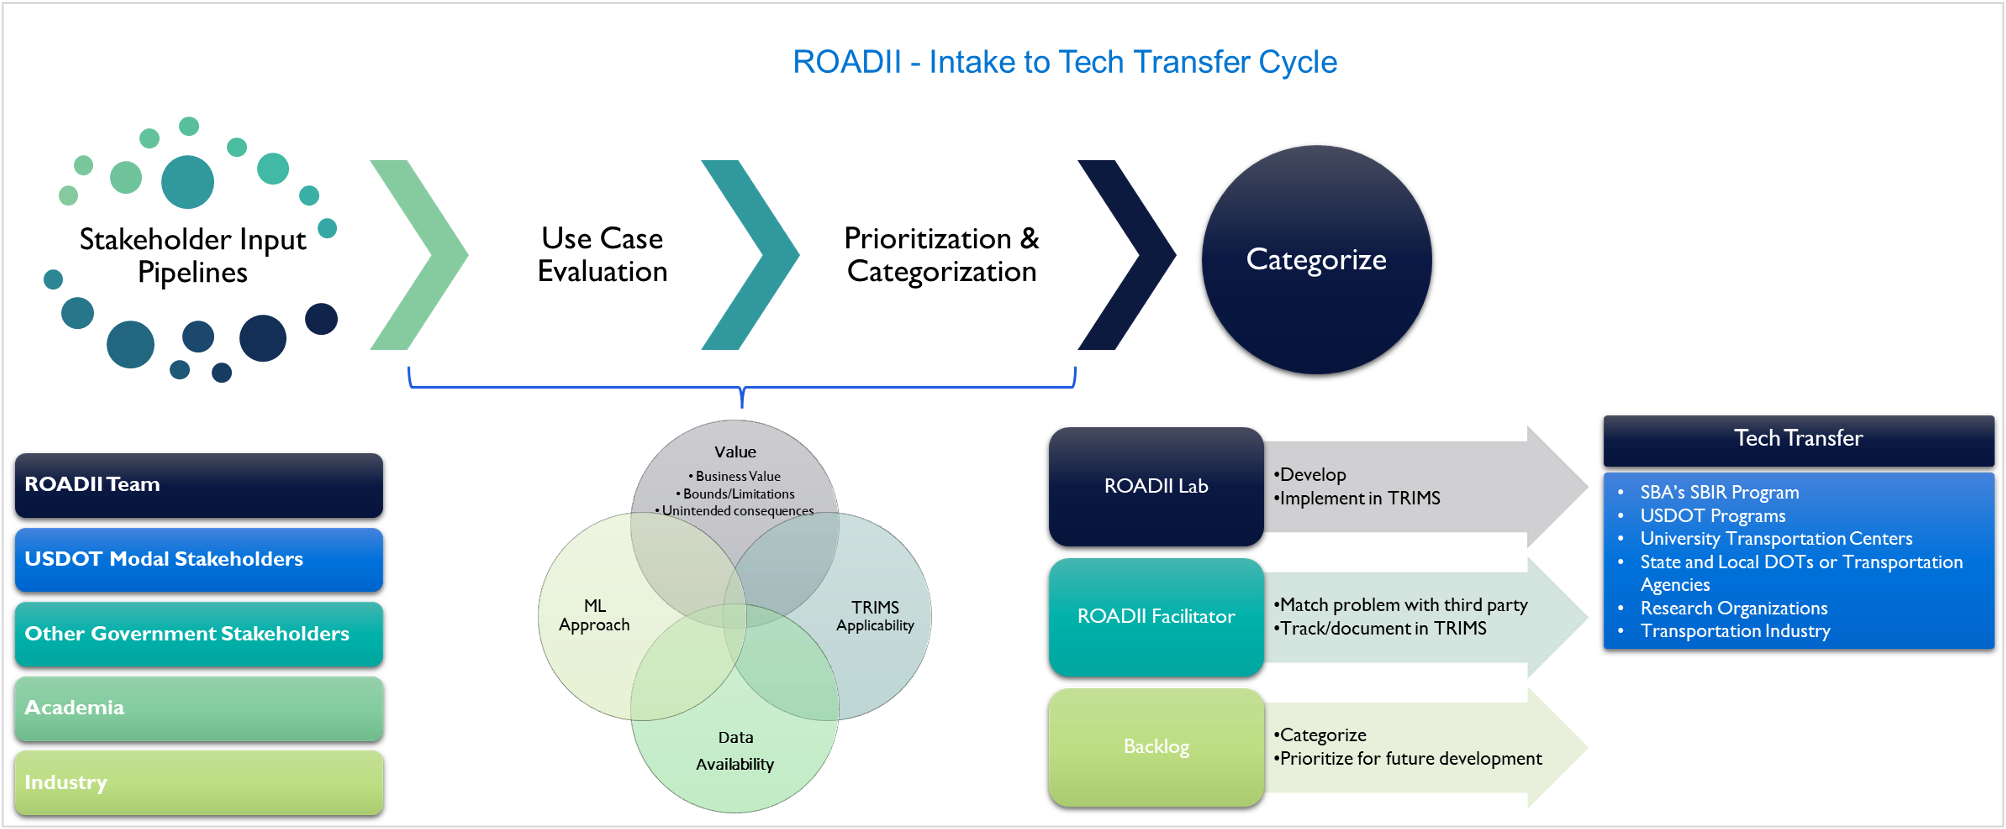 ROADII - Intake to Tech Transfer Cycle
Stakeholder Input
Pipelines
Use Case
Evaluation
Prioritization &
Categorization
Categorize
ROADII Team
USDOT Modal Stakeholders
Other Government Stakeholders
Academia
Industry
Value
• Business Value
• Bounds/Limitations
• Unintended consequences
ML
Approach
TRIMS
Applicability
Data
Availability
ROADII Lab
•Develop
•Implement in TRIMS
ROADII Facilitator
•Match problem with third party
•Track/document in TRIMS
Backlog
•Categorize
•Prioritize for future development
Tech Transfer
• SBA's SBIR Program
• USDOT Programs
• University Transportation Centers
• State and Local DOTs or Transportation
Agencies
• Research Organizations
• Transportation Industry